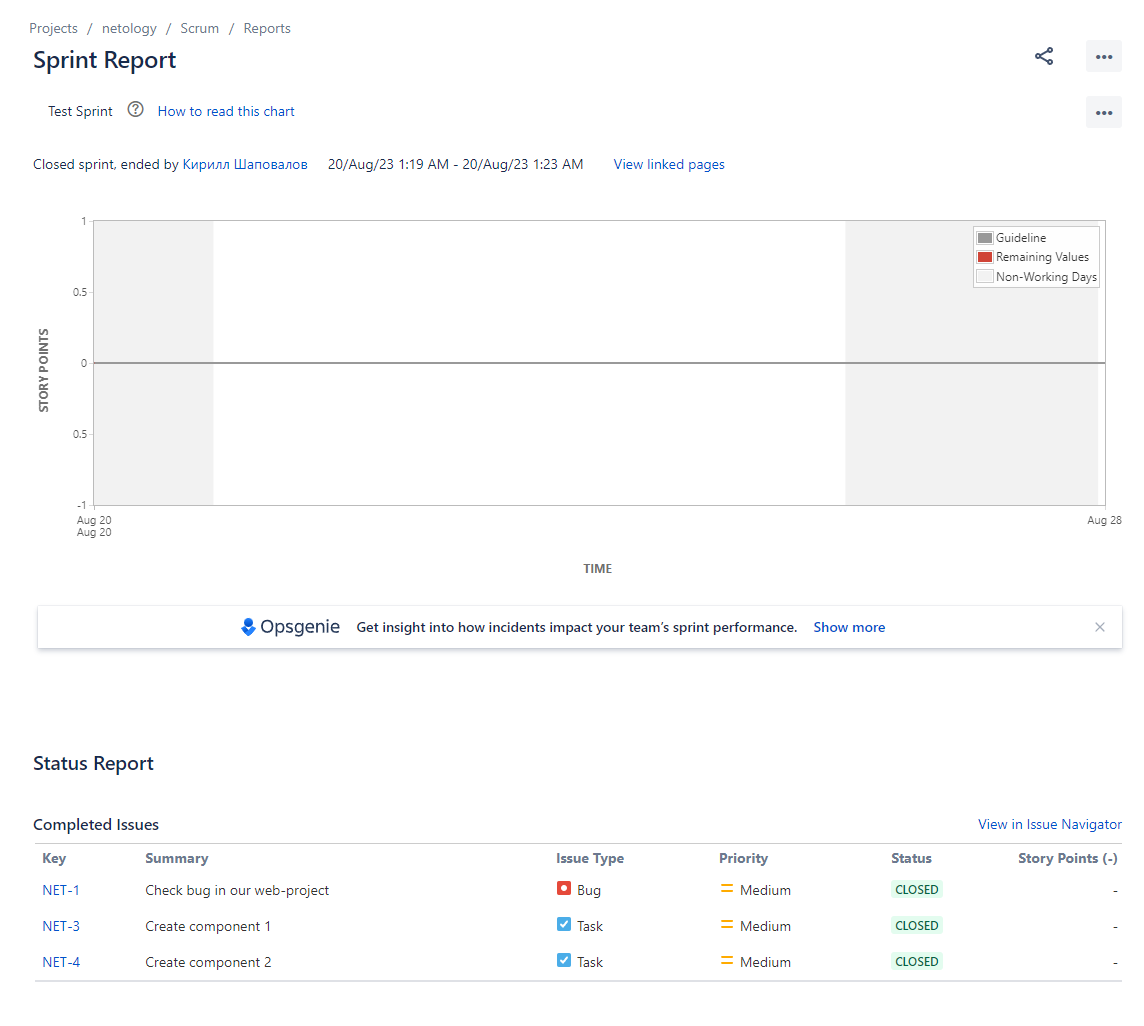 Projects / netology / Scrum / Reports
Sprint Report
Test Sprint ? How to read this chart
Closed sprint, ended by Кирилл Шаповалов 20/Aug/23 1:19 AM - 20/Aug/23 1:23 AM View linked pages
STORY POINTS
1
0.5
0
0.5
-1
Guideline
Remaining Values
Non-Working Days
Aug 20 Aug 28
Aug 20
TIME
Opsgenie Get insight into how incidents impact your team’s sprint performance. Show more
Status Report
Completed Issues View in Issue Navigator
Key Summary Issue Type Priority Status Story Points (-)
NET-1 Check bug in our web-project Bug Medium CLOSED -
NET-3 Create component 1 Task Medium CLOSED -
NET-4 Create component 2 Task Medium CLOSED -